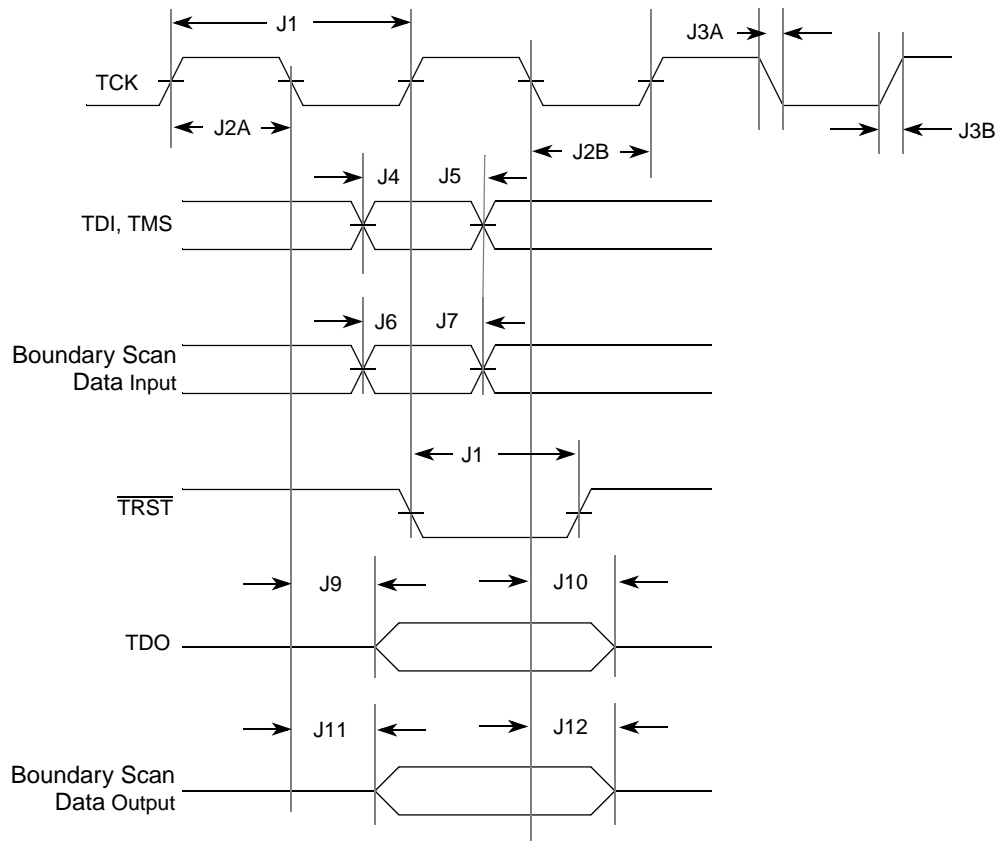 J1
J3A
TCK
J2A
J2B
J3B
J4
J5
TDI, TMS
J6
J7
Boundary Scan
Data Input
J1
TRST
J9
J10
TDO
J11
J12
Boundary Scan
Data Output